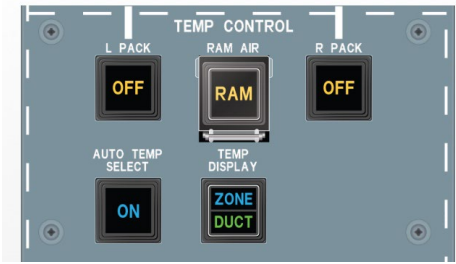 TEMP CONTROL
L PACK
RAM AIR
R PACK
OFF
RAM
OFF
AUTO TEMP
SELECT
TEMP
DISPLAY
ON
ZONE
DUCT